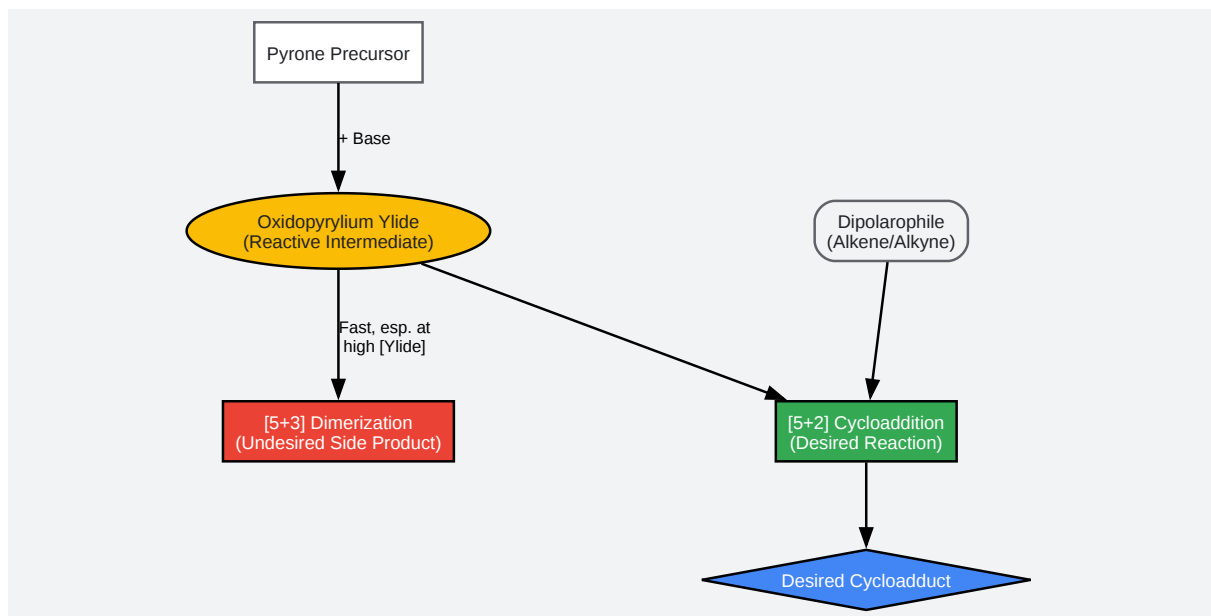 Pyrone Precursor
+ Base
Oxidopyrylium Ylide
(Reactive Intermediate)
Dipolarophile
(Alkene/Alkyne)
Fast, esp. at
high [Ylide]
[5+3] Dimerization
(Undesired Side Product)
[5+2] Cycloaddition
(Desired Reaction)
Desired Cycloadduct